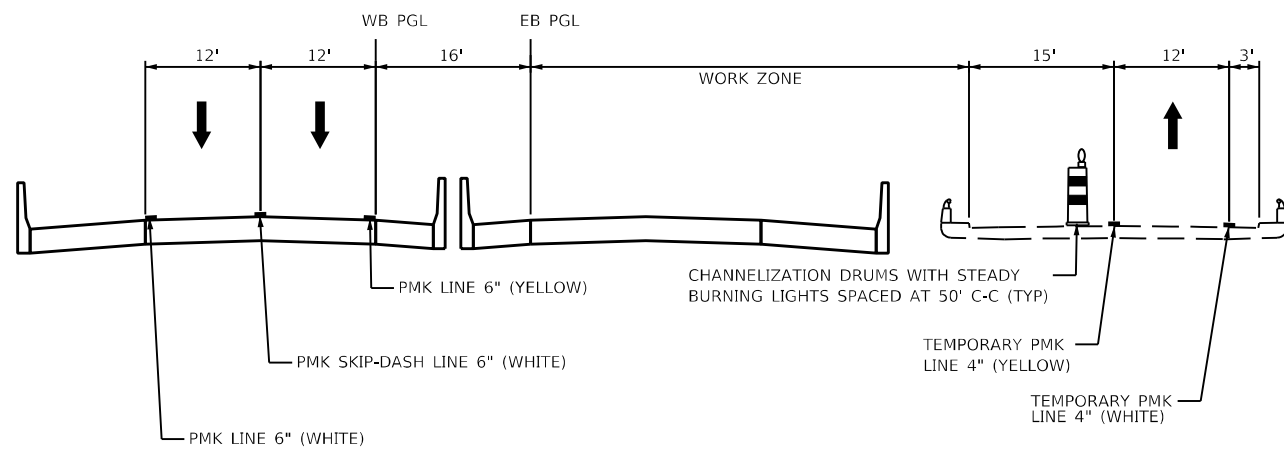 WB PGL
EB PGL
12'
12'
16'
15'
12'
3'
WORK ZONE
PMK LINE 6" (YELLOW)
CHANNELIZATION DRUMS WITH STEADY
BURNING LIGHTS SPACED AT 50' C-C (TYP)
PMK SKIP-DASH LINE 6" (WHITE)
TEMPORARY PMK
LINE 4" (YELLOW)
TEMPORARY PMK
LINE 4" (WHITE)
PMK LINE 6" (WHITE)